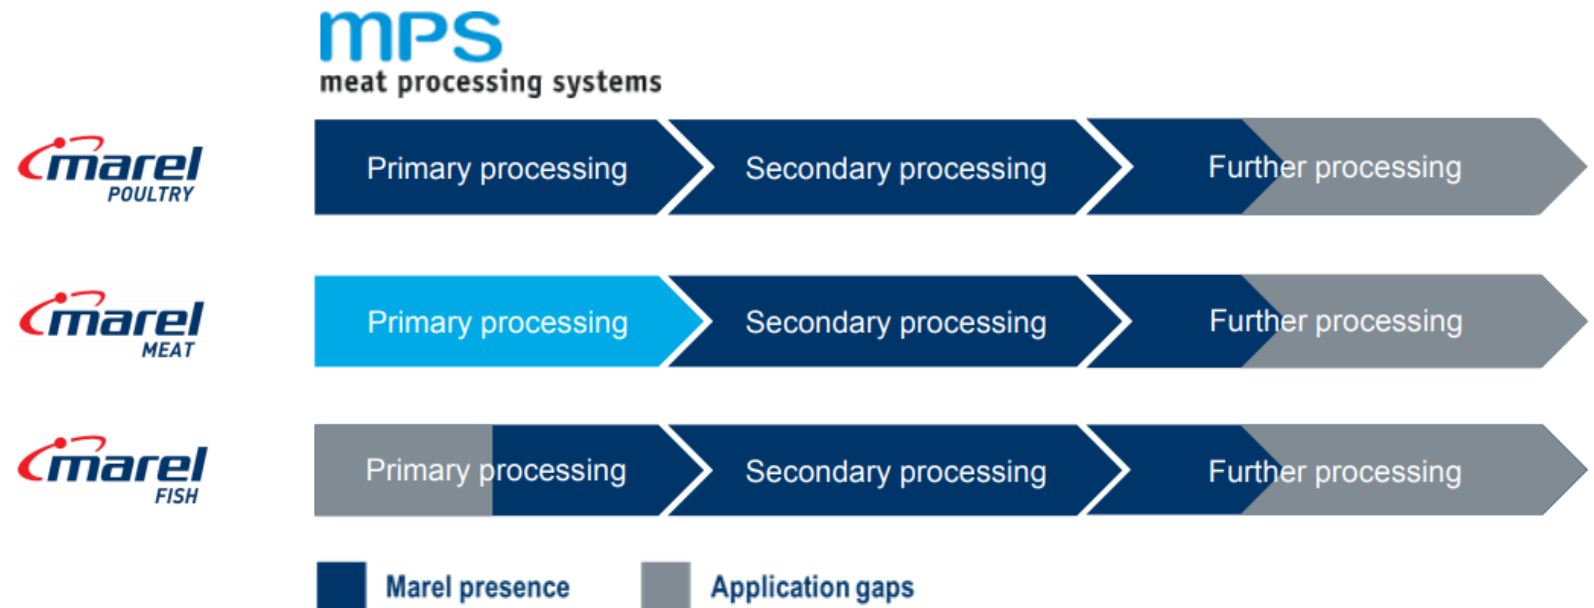 mps
meat processing systems
marel
POULTRY
Primary processing
Secondary processing
Further processing
marel
MEAT
Primary processing
Secondary processing
Further processing
marel
FISH
Primary processing
Secondary processing
Further processing
Marel presence
Application gaps